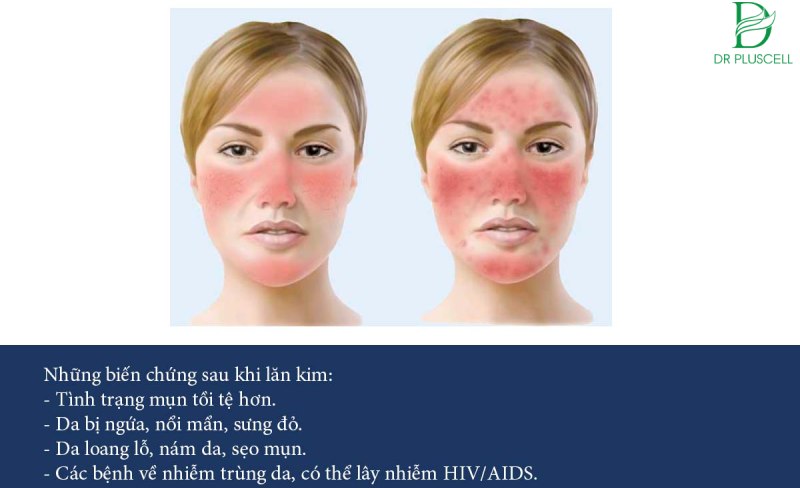 DR PLUSCELL
Những biến chứng sau khi lăn kim:
- Tình trạng mụn tồi tệ hơn.
- Da bị ngứa, nổi mẩn, sưng đỏ.
- Da loang lỗ, nám da, sẹo mụn.
- Các bệnh về nhiễm trùng da, có thể lây nhiễm HIV/AIDS.